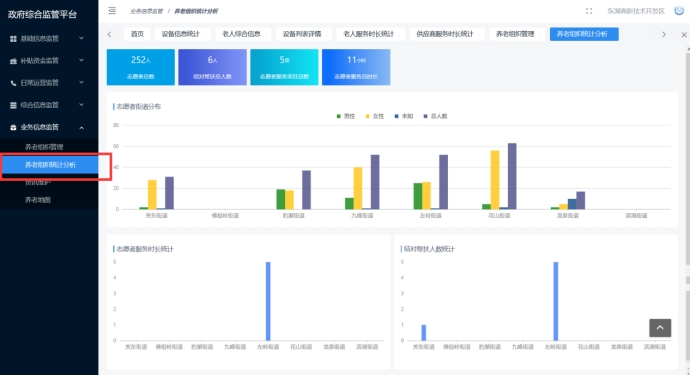 政府综合监管平台
业务信息监管 / 养老组织统计分析
东湖高新技术开发区
首页 设备信息统计 老人综合信息 设备列表详情 老人服务时长统计 供应商服务时长统计 养老组织管理 养老组织统计分析
基础信息监管
补贴资金监管
日常运营监管
综合信息监管
业务信息监管
养老组织管理
养老组织统计分析
资讯维护
养老地图
252人
志愿者总数
6人
结对帮扶总人数
5个
志愿者服务项目总数
11小时
志愿者服务总时长
志愿者街道分布
男性 女性 未知 总人数
80
60
40
20
0
关东街道 佛祖岭街道 豹澥街道 九峰街道 左岭街道 花山街道 龙泉街道 滨湖街道
志愿者服务时长统计
5
4
3
2
1
0
关东街道 佛祖岭街道 豹澥街道 九峰街道 左岭街道 花山街道 龙泉街道 滨湖街道
结对帮扶人数统计
5
4
3
2
1
0
关东街道 佛祖岭街道 豹澥街道 九峰街道 左岭街道 花山街道 龙泉街道 滨湖街道